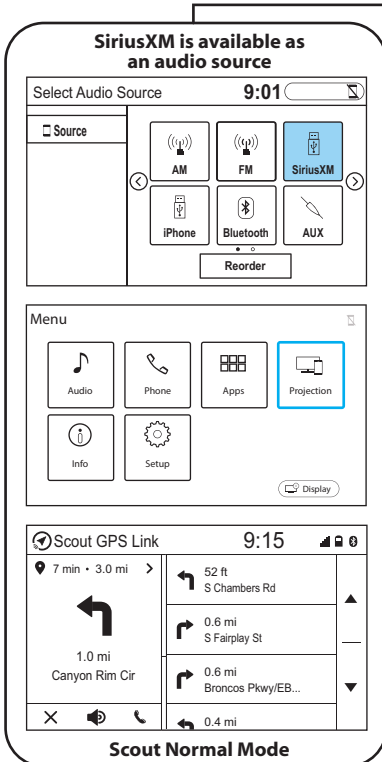 SiriusXM is available as
an audio source
Select Audio Source
9:01
Source
AM
FM
SiriusXM
iPhone
Bluetooth
AUX
Reorder
Menu
Audio
Phone
Apps
Projection
Info
Setup
Display
Scout GPS Link
9:15
7 min • 3.0 mi
1.0 mi
Canyon Rim Cir
52 ft
S Chambers Rd
0.6 mi
S Fairplay St
0.6 mi
Broncos Pkwy/EB...
0.4 mi
Scout Normal Mode